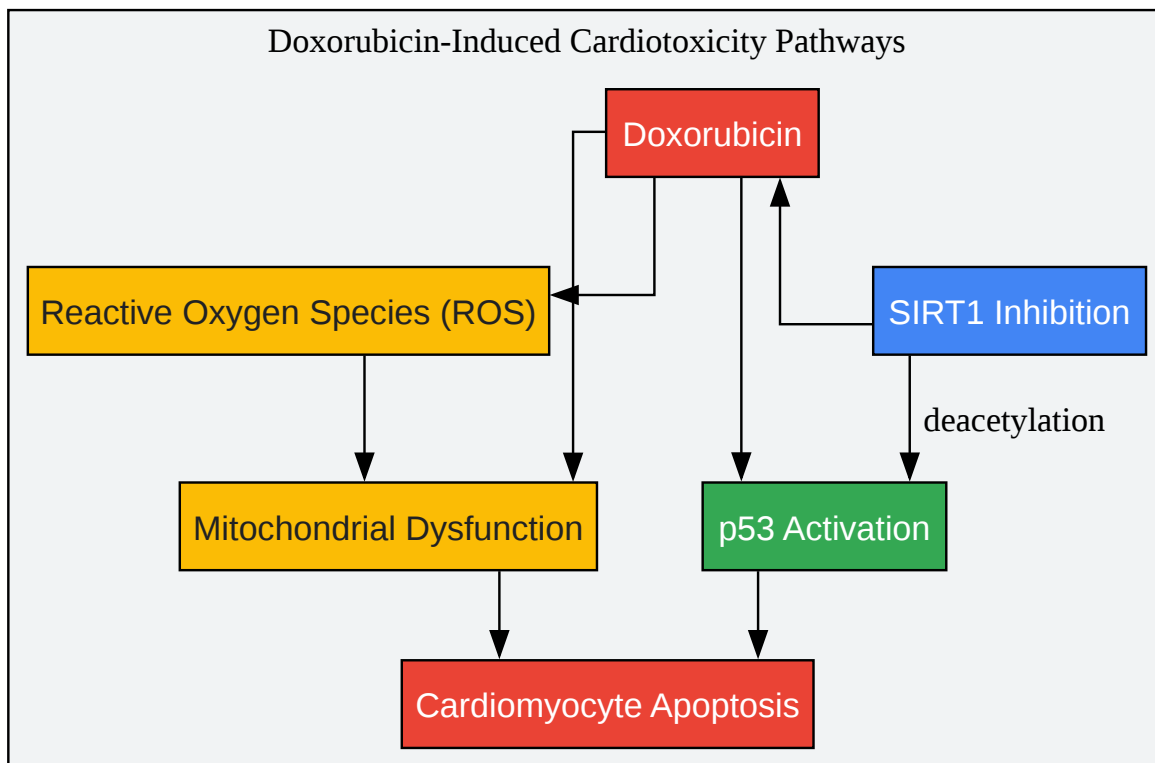 Doxorubicin-Induced Cardiotoxicity Pathways
Doxorubicin
Reactive Oxygen Species (ROS)
SIRT1 Inhibition
deacetylation
Mitochondrial Dysfunction
p53 Activation
Cardiomyocyte Apoptosis